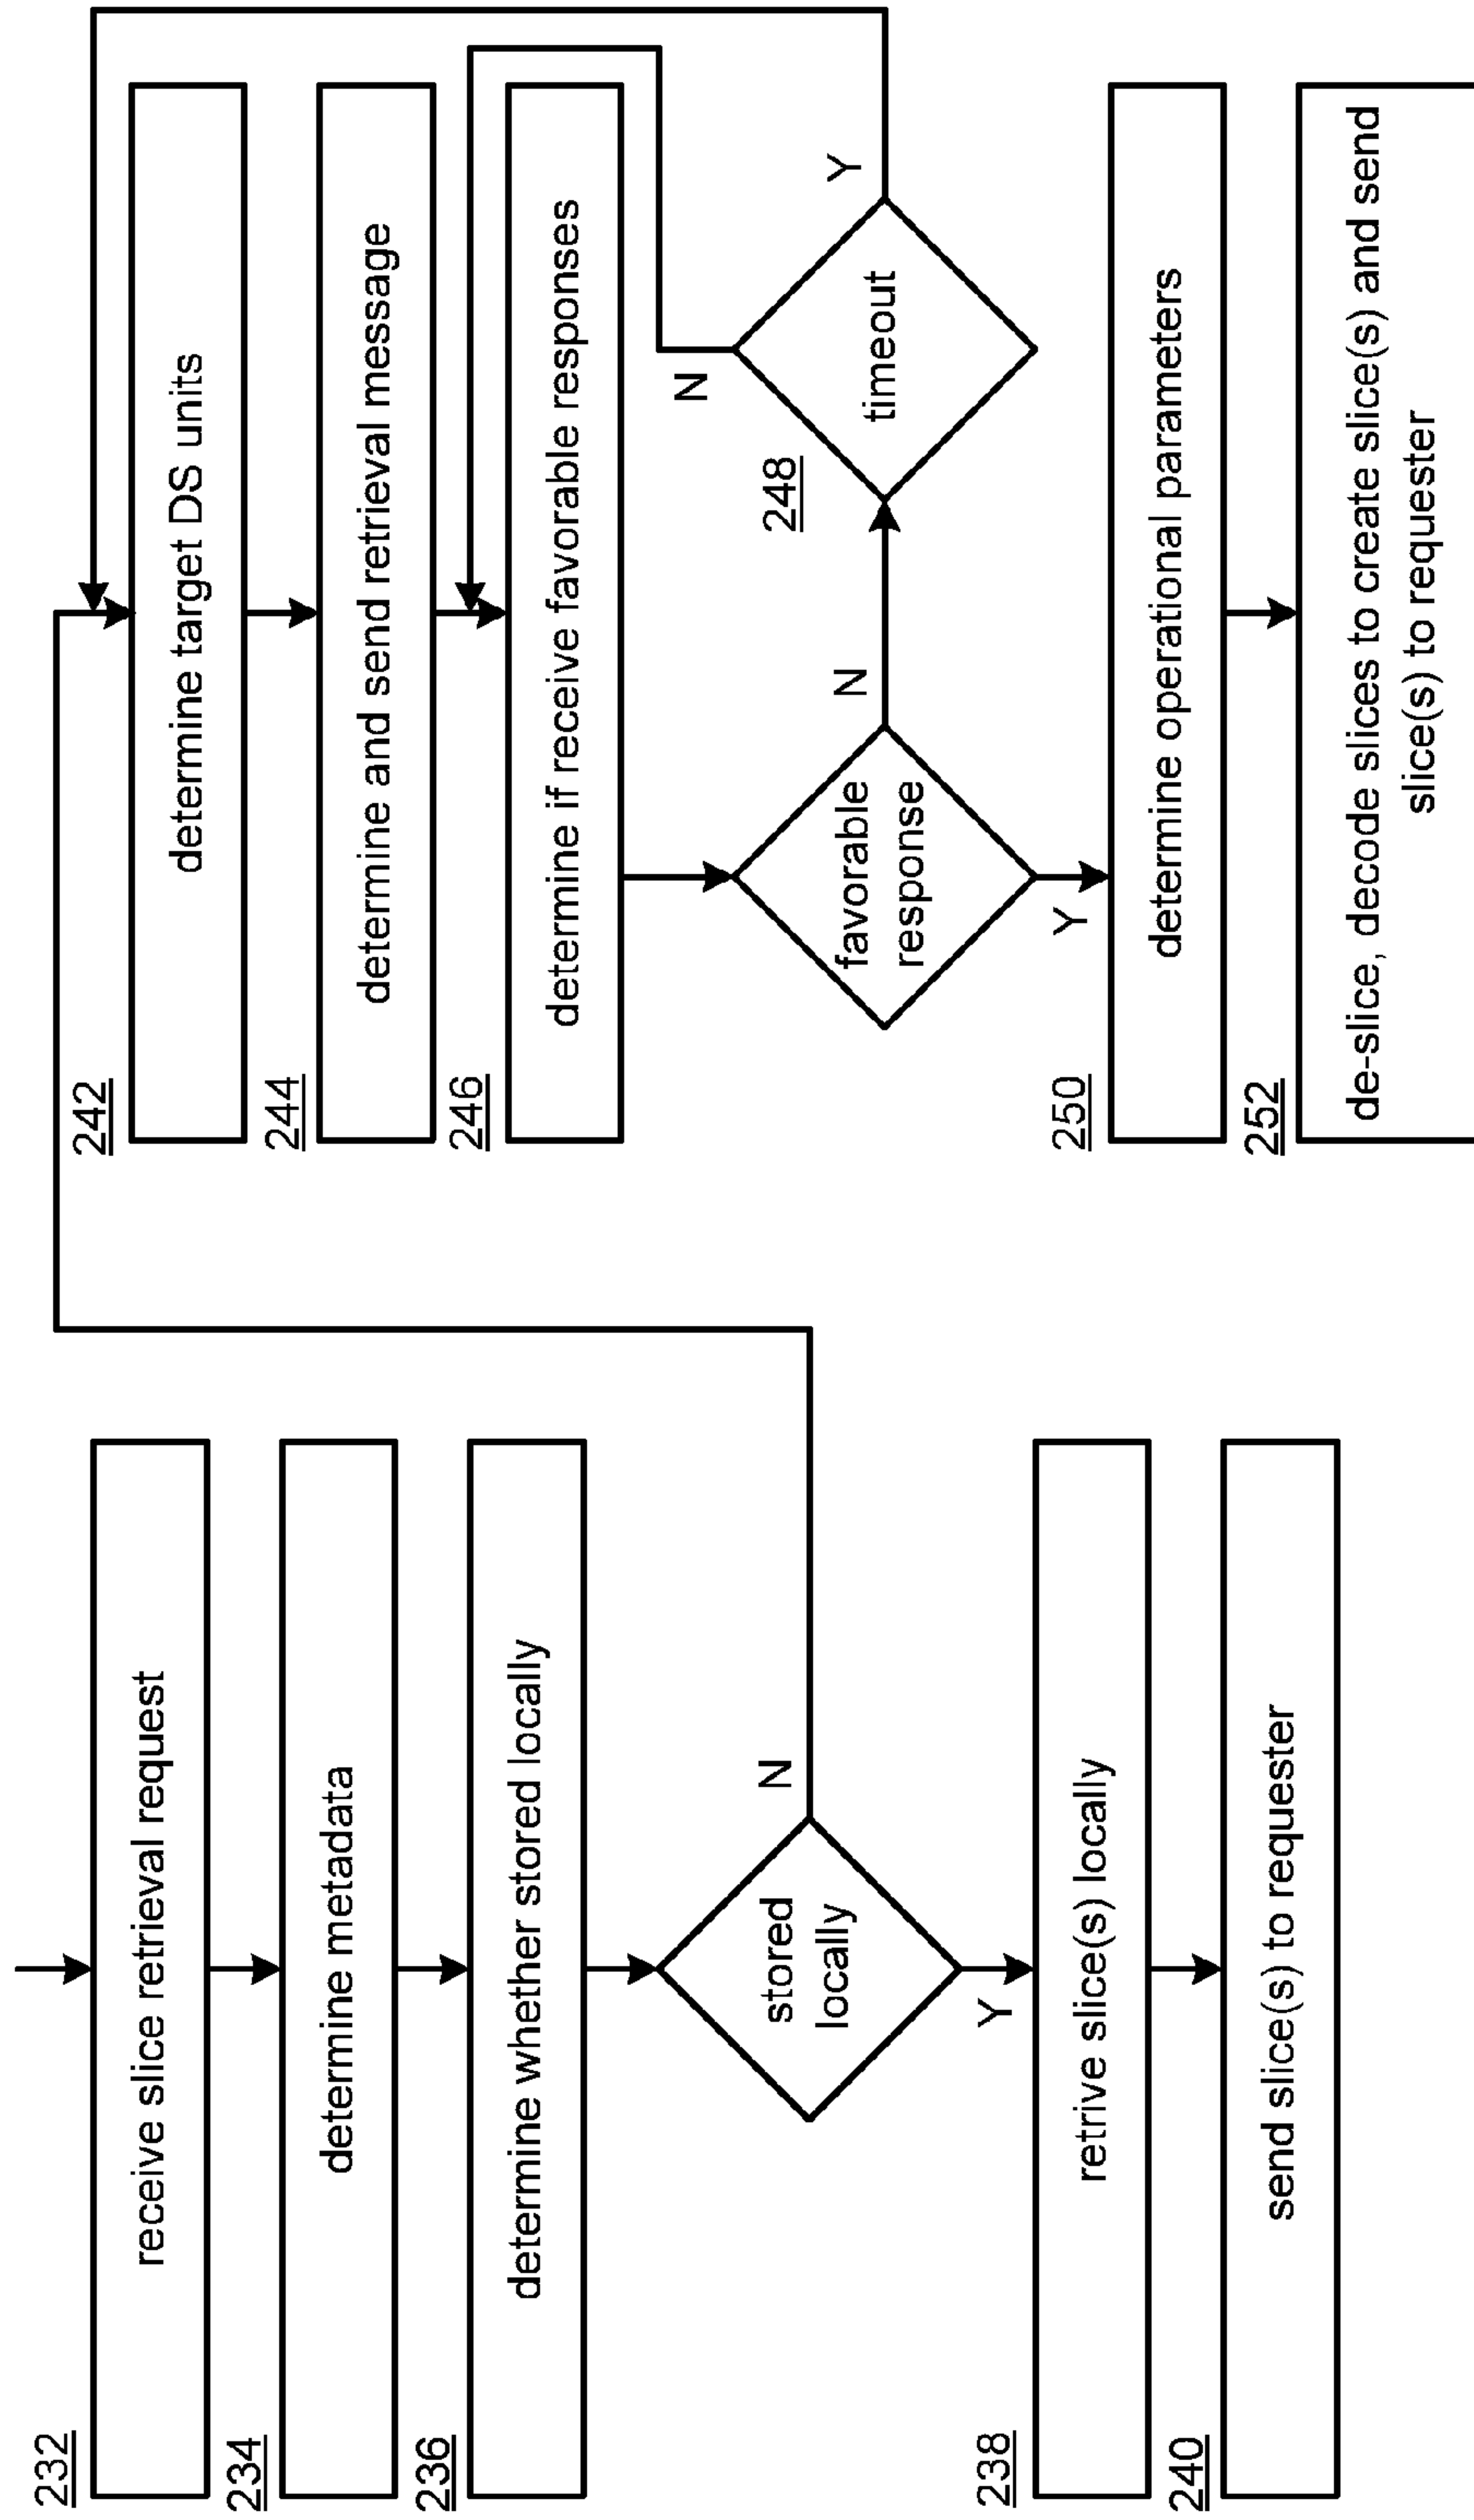 232
receive slice retrieval request
234
determine metadata
236
determine whether stored locally
stored
locally
N
Y
238
retrive slice(s) locally
240
send slice(s) to requester
242
determine target DS units
244
determine and send retrieval message
246
determine if receive favorable responses
favorable
response
N
Y
248
timeout
N
Y
250
determine operational parameters
252
de-slice, decode slices to create slice(s) and send
slice(s) to requester